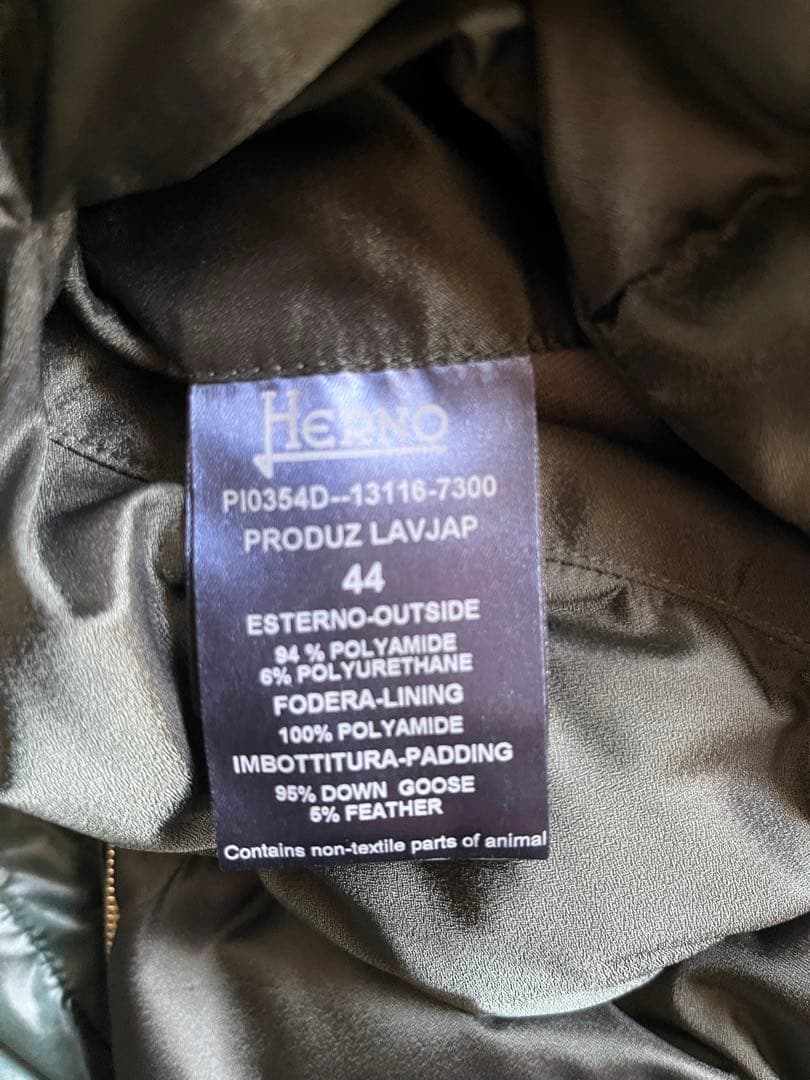 HERNO
PI0354D--13116-7300
PRODUZ LAVJAP
44
ESTERNO-OUTSIDE
94 % POLYAMIDE
6% POLYURETHANE
FODERA-LINING
100% POLYAMIDE
IMBOTTITURA-PADDING
95% DOWN GOOSE
5% FEATHER
Contains non-textile parts of animal